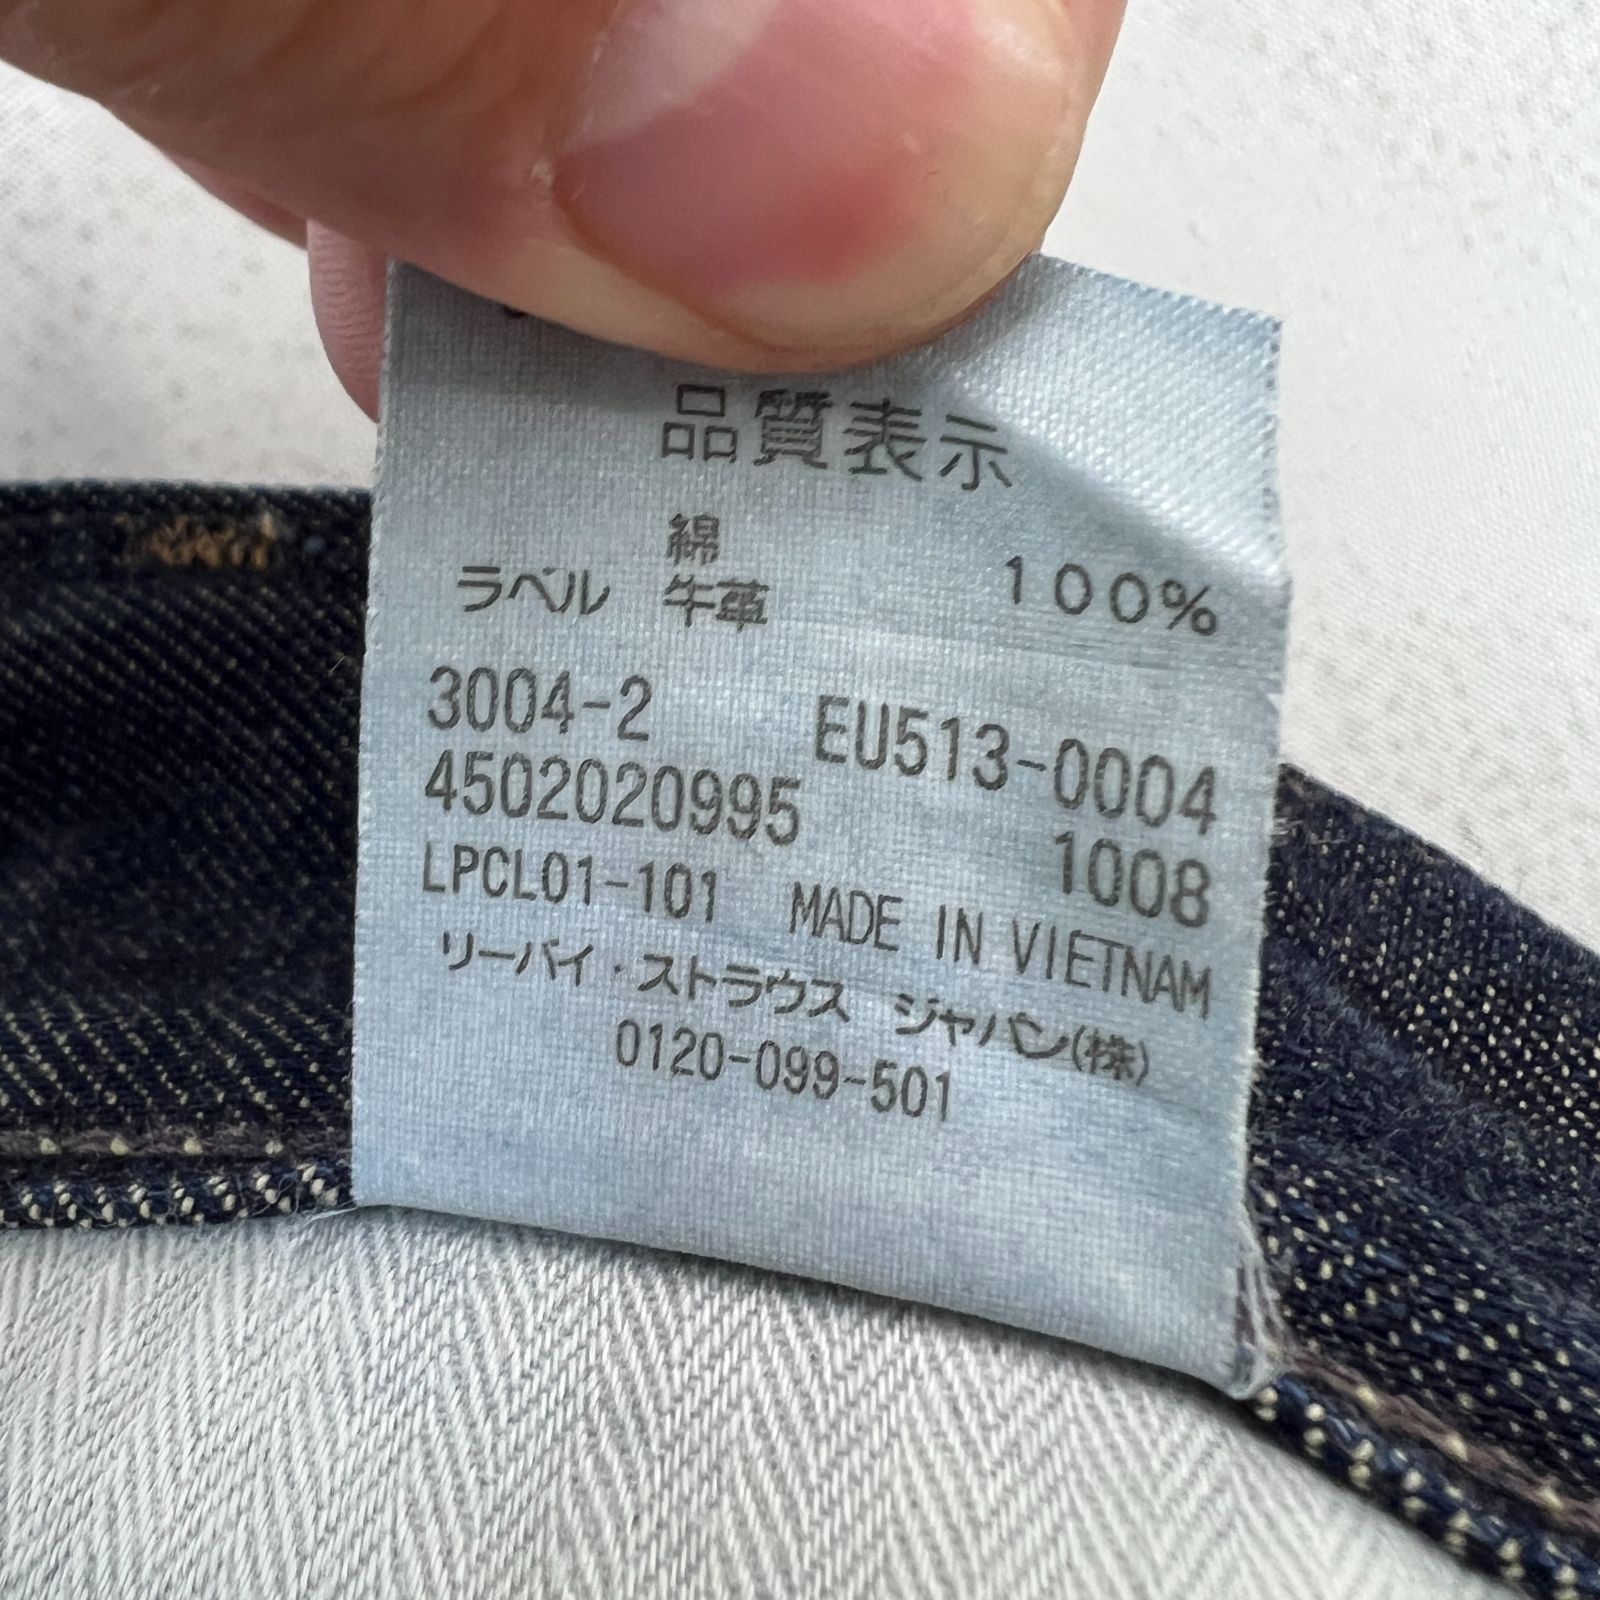 品質表示
綿 100%
ラベル 牛革
3004-2 EU513-0004
4502020995 1008
LPCL01-101 MADE IN VIETNAM
リーバイ・ストラウス ジャパン(株)
0120-099-501